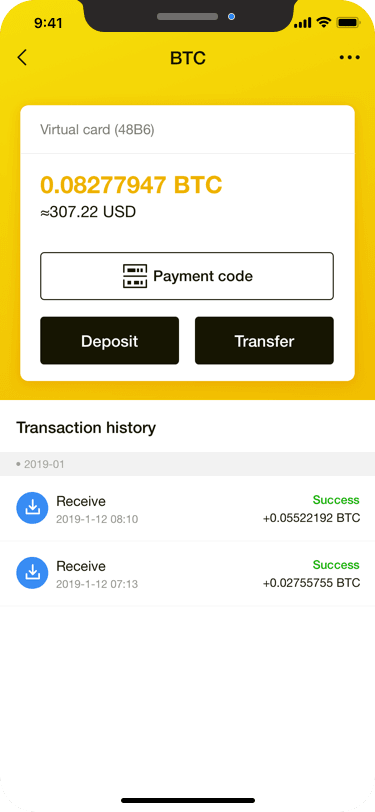 9:41
BTC
Virtual card (48B6)
0.08277947 BTC
≈307.22 USD
Payment code
Deposit
Transfer
Transaction history
• 2019-01
Receive
Success
2019-1-12 08:10
+0.05522192 BTC
Receive
Success
2019-1-12 07:13
+0.02755755 BTC